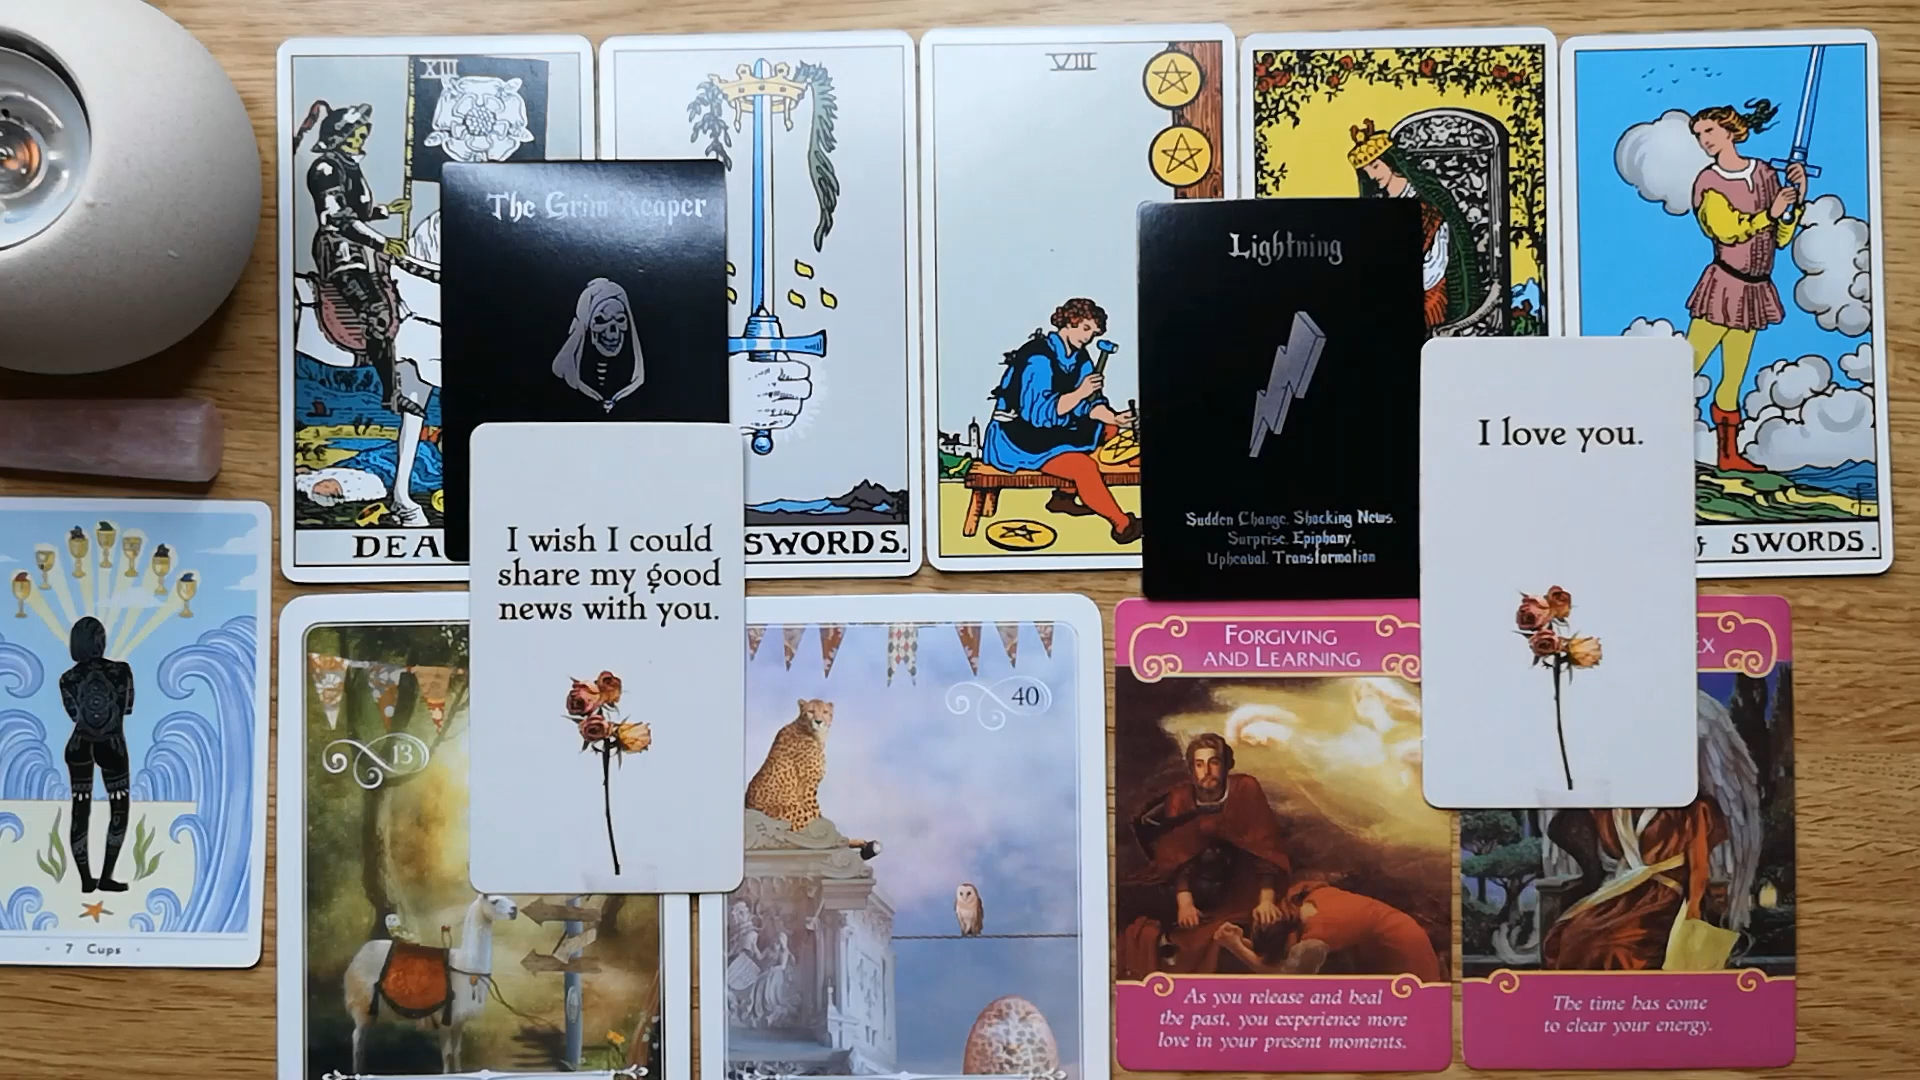 XIII
DEA
SWORDS.
VIII
SWORDS.
The Grim Reaper
Lightning
Sudden Change. Shocking News.
Surprise. Epiphany.
Upheaval. Transformation
I wish I could
share my good
news with you.
I love you.
7 Cups
13
40
FORGIVING
AND LEARNING
As you release and heal
the past, you experience more
love in your present moments.
EX
The time has come
to clear your energy.